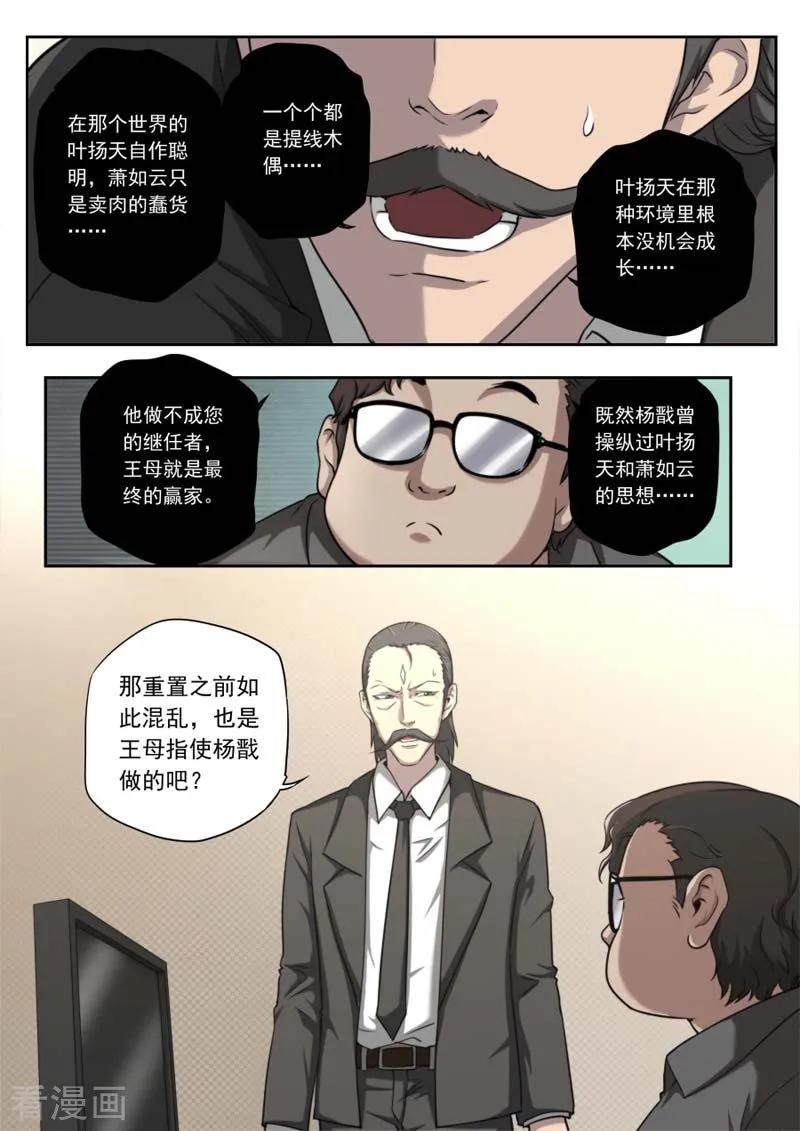 在那个世界的
叶扬天自作聪
明，萧如云只
是卖肉的蠢货
……
一个个都
是提线木
偶……
叶扬天在那
种环境里根
本没机会成
长……
他做不成您
的继任者，
王母就是最
终的赢家。
既然杨戬曾
操纵过叶扬
天和萧如云
的思想……
那重置之前如
此混乱，也是
王母指使杨戬
做的吧？
看漫画